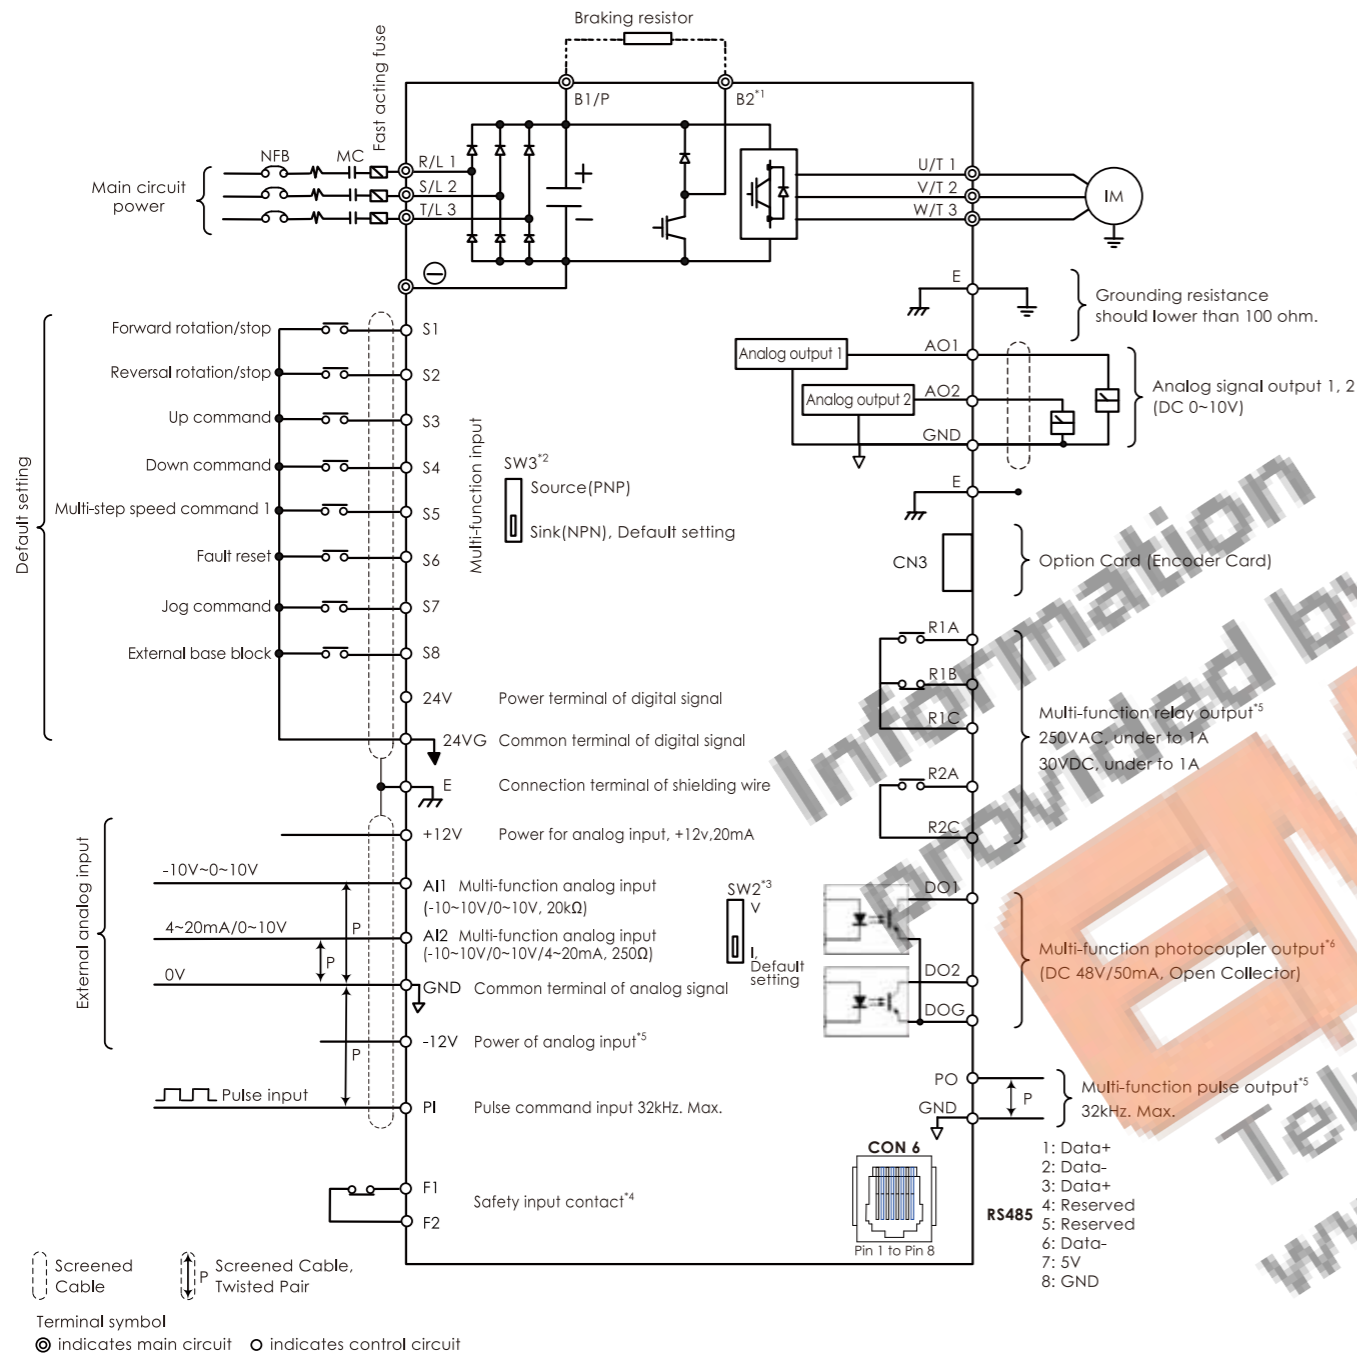 Braking resistor
Fast acting fuse
B1/P
B2*1
NFB
MC
R/L 1
S/L 2
T/L 3
Main circuit
power
+
−
U/T 1
V/T 2
W/T 3
IM
E
Grounding resistance
should lower than 100 ohm.
Default setting
Forward rotation/stop
S1
Reversal rotation/stop
S2
Up command
S3
Down command
S4
Multi-step speed command 1
S5
Fault reset
S6
Jog command
S7
External base block
S8
Multi-function input
SW3*2
Source(PNP)
Sink(NPN), Default setting
24V
Power terminal of digital signal
24VG
Common terminal of digital signal
E
Connection terminal of shielding wire
Analog output 1
AO1
Analog output 2
AO2
GND
Analog signal output 1, 2
(DC 0~10V)
E
CN3
Option Card (Encoder Card)
R1A
R1B
R1C
R2A
R2C
Multi-function relay output*5
250VAC, under to 1A
30VDC, under to 1A
External analog input
+12V
Power for analog input, +12v,20mA
-10V~0~10V
AI1
Multi-function analog input
(-10~10V/0~10V, 20kΩ)
4~20mA/0~10V
AI2
Multi-function analog input
(-10~10V/0~10V/4~20mA, 250Ω)
P
P
0V
GND
Common terminal of analog signal
-12V
Power of analog input*5
P
Pulse input
PI
Pulse command input 32kHz. Max.
SW2*3
V
I,
Default
setting
DO1
DO2
DOG
Multi-function photocoupler output*6
(DC 48V/50mA, Open Collector)
PO
GND
P
Multi-function pulse output*5
32kHz. Max.
F1
F2
Safety input contact*4
CON 6
Pin 1 to Pin 8
RS485
1: Data+
2: Data-
3: Data+
4: Reserved
5: Reserved
6: Data-
7: 5V
8: GND
Screened
Cable
P
Screened Cable,
Twisted Pair
Terminal symbol
indicates main circuit
indicates control circuit
Information
provided by